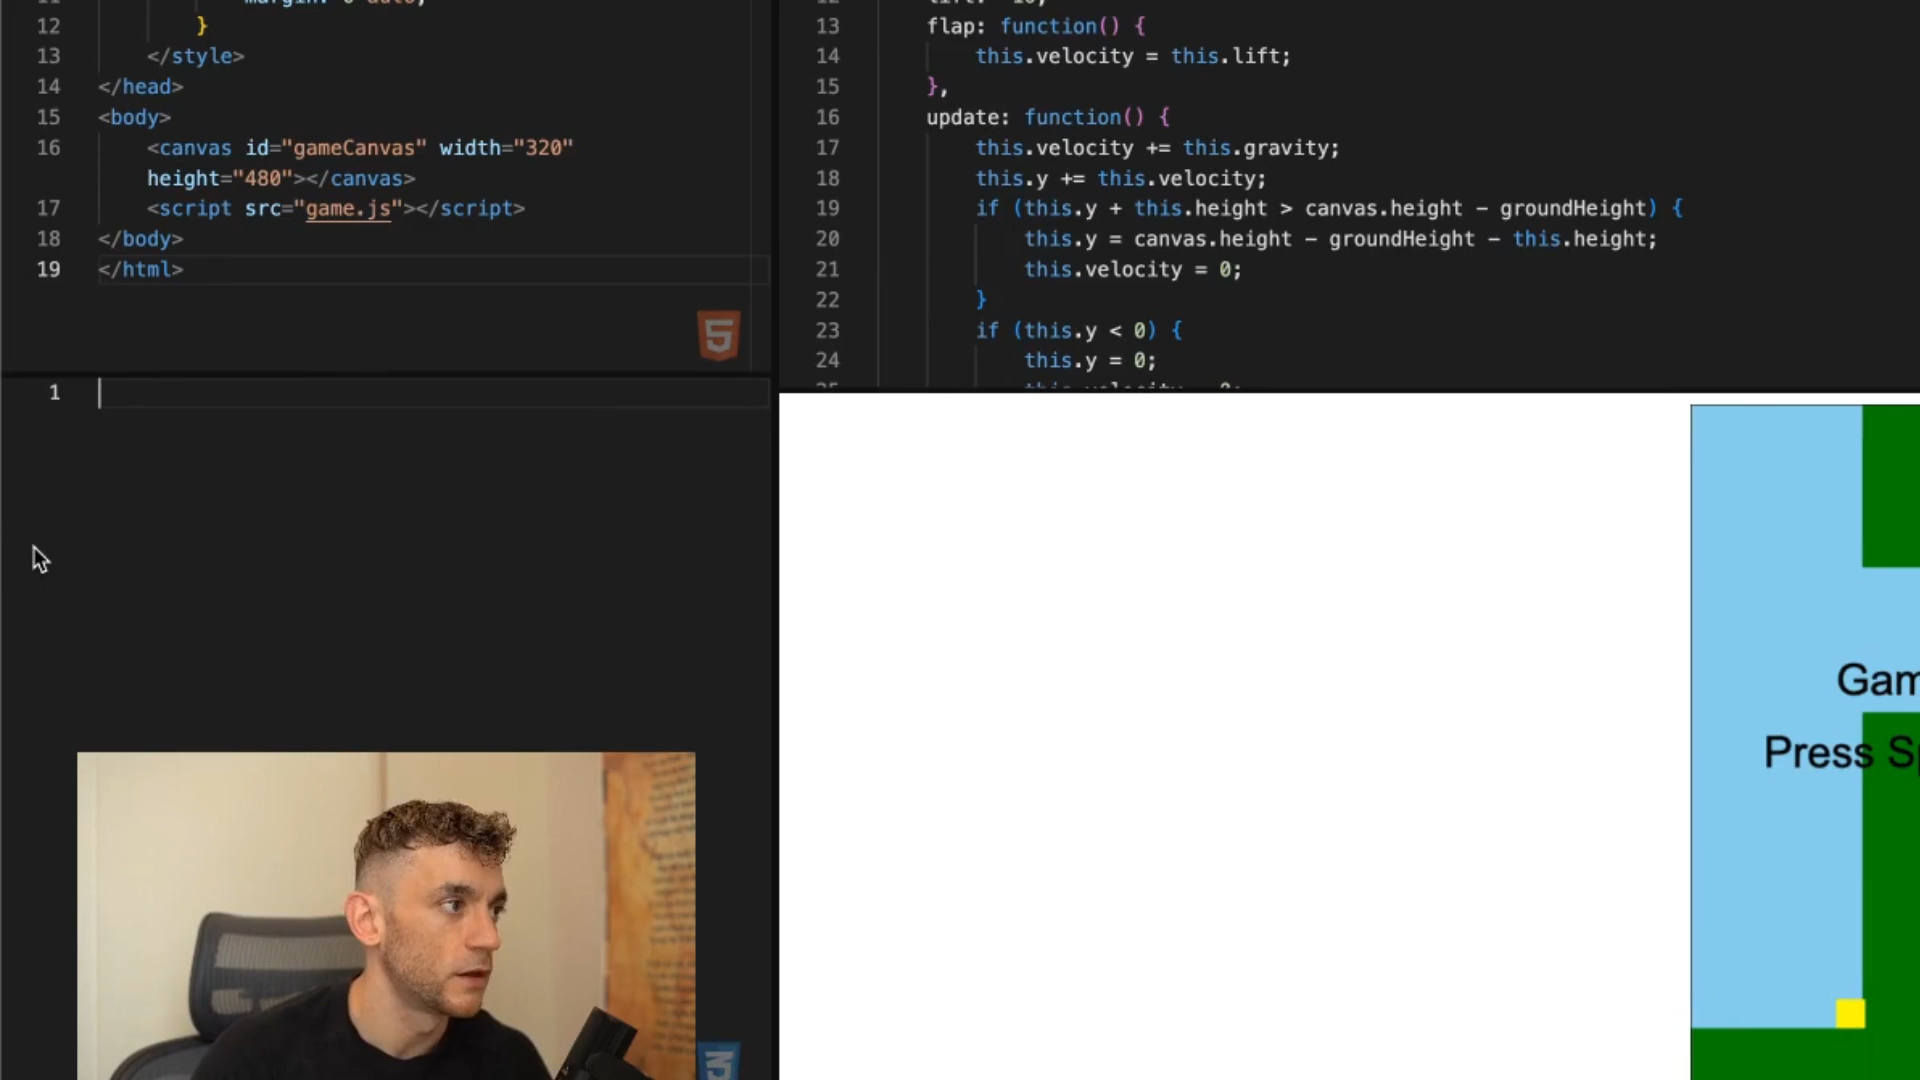 12 }
13 </style>
14 </head>
15 <body>
16 <canvas id="gameCanvas" width="320"
height="480"></canvas>
17 <script src="game.js"></script>
18 </body>
19 </html>
5
1
13 flap: function() {
14 this.velocity = this.lift;
15 },
16 update: function() {
17 this.velocity += this.gravity;
18 this.y += this.velocity;
19 if (this.y + this.height > canvas.height - groundHeight) {
20 this.y = canvas.height - groundHeight - this.height;
21 this.velocity = 0;
22 }
23 if (this.y < 0) {
24 this.y = 0;
Gam
Press Sp